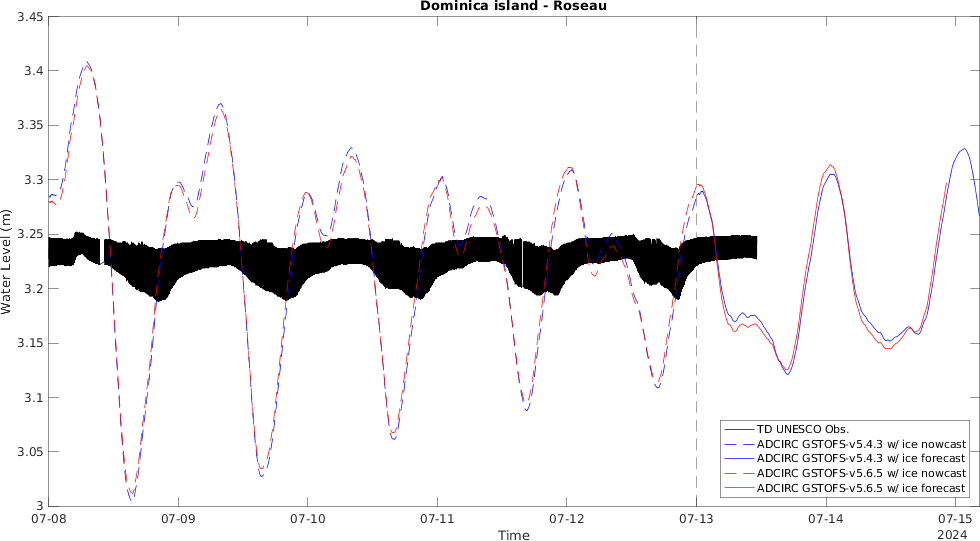 Dominica island - Roseau
3.45
3.4
3.35
3.3
3.25
3.2
3.15
3.1
3.05
3
Water Level (m)
07-08 07-09 07-10 07-11 07-12 07-13 07-14 07-15
Time
2024
TD UNESCO Obs.
ADCIRC GSTOFS-v5.4.3 w/ ice nowcast
ADCIRC GSTOFS-v5.4.3 w/ ice forecast
ADCIRC GSTOFS-v5.6.5 w/ ice nowcast
ADCIRC GSTOFS-v5.6.5 w/ ice forecast